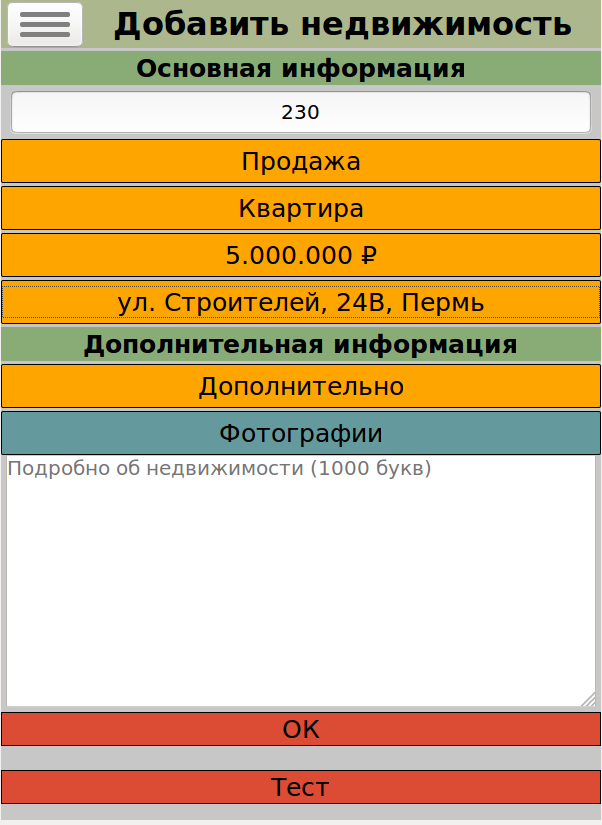 Добавить недвижимость
Основная информация
230
Продажа
Квартира
5.000.000 ₽
ул. Строителей, 24В, Пермь
Дополнительная информация
Дополнительно
Фотографии
Подробно об недвижимости (1000 букв)
ОК
Тест